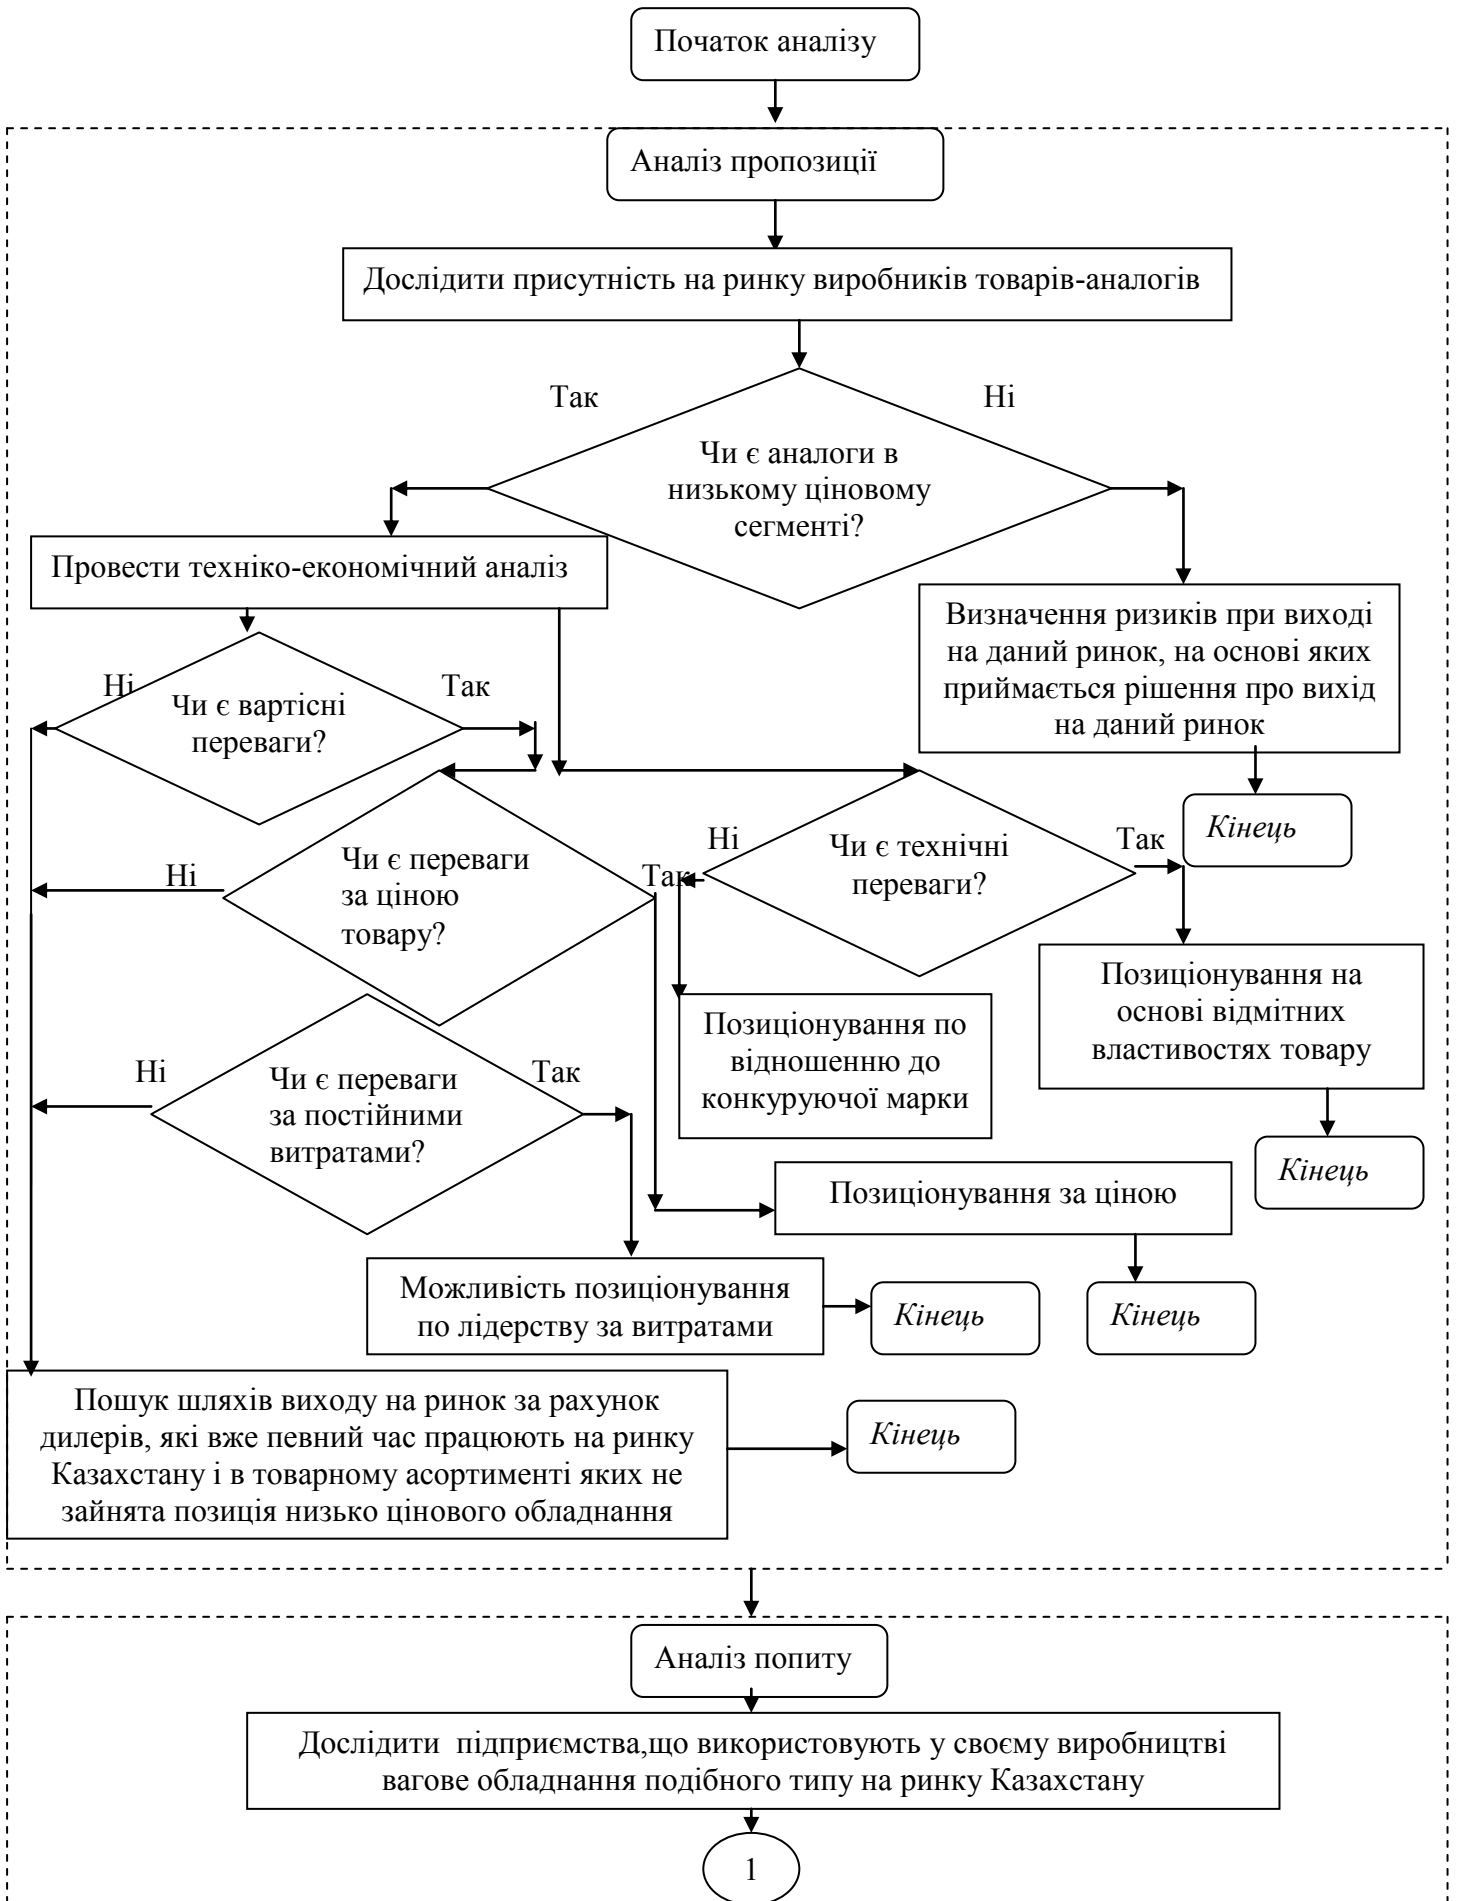 Початок аналізу
Аналіз пропозиції
Дослідити присутність на ринку виробників товарів-аналогів
Так
Ні
Чи є аналоги в
низькому ціновому
сегменті?
Провести техніко-економічний аналіз
Визначення ризиків при виході
на даний ринок, на основі яких
приймається рішення про вихід
на даний ринок
Ні
Так
Чи є вартісні
переваги?
Кінець
Ні
Так
Чи є технічні
переваги?
Ні
Так
Чи є переваги
за ціною
товару?
Позиціонування на
основі відмітних
властивостях товару
Позиціонування по
відношенню до
конкуруючої марки
Ні
Так
Чи є переваги
за постійними
витратами?
Кінець
Позиціонування за ціною
Можливість позиціонування
по лідерству за витратами
Кінець
Кінець
Пошук шляхів виходу на ринок за рахунок
дилерів, які вже певний час працюють на ринку
Казахстану і в товарному асортименті яких не
зайнята позиція низько цінового обладнання
Кінець
Аналіз попиту
Дослідити  підприємства,що використовують у своєму виробництві
вагове обладнання подібного типу на ринку Казахстану
1